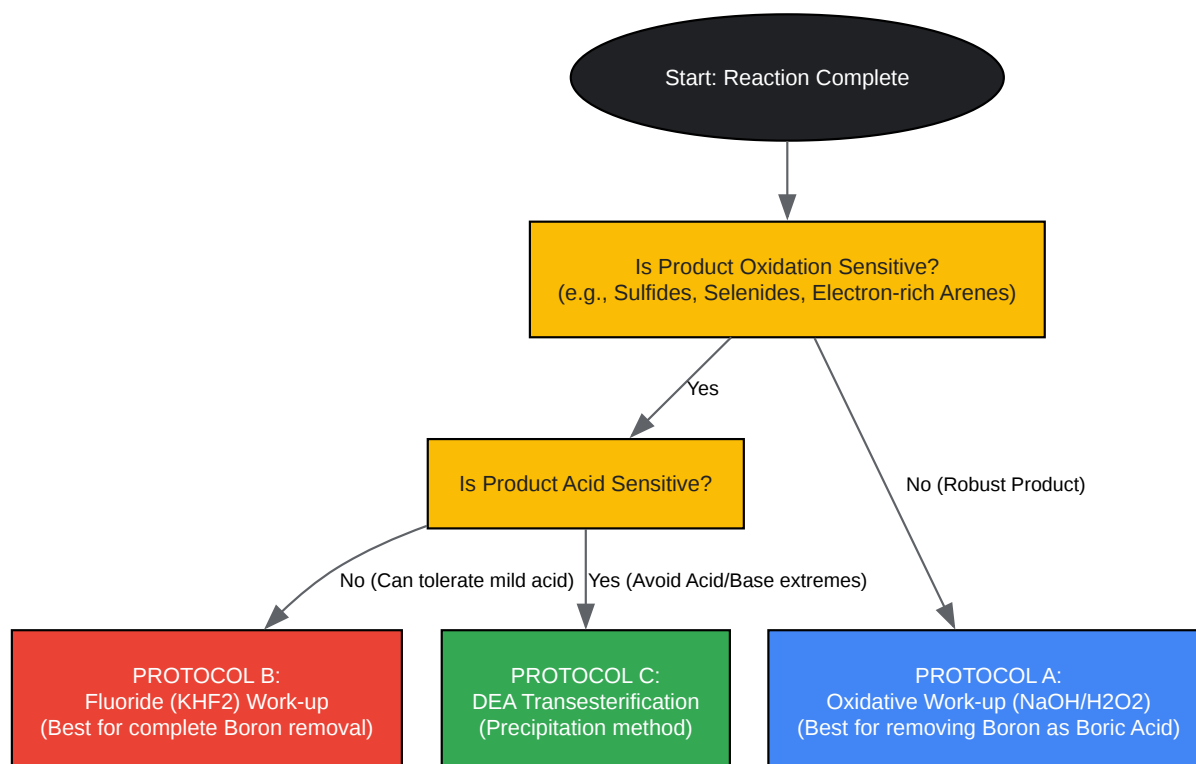 Start: Reaction Complete
Is Product Oxidation Sensitive?
(e.g., Sulfides, Selenides, Electron-rich Arenes)
Yes
Is Product Acid Sensitive?
No (Robust Product)
No (Can tolerate mild acid)
Yes (Avoid Acid/Base extremes)
PROTOCOL B:
Fluoride (KHF2) Work-up
(Best for complete Boron removal)
PROTOCOL C:
DEA Transesterification
(Precipitation method)
PROTOCOL A:
Oxidative Work-up (NaOH/H2O2)
(Best for removing Boron as Boric Acid)